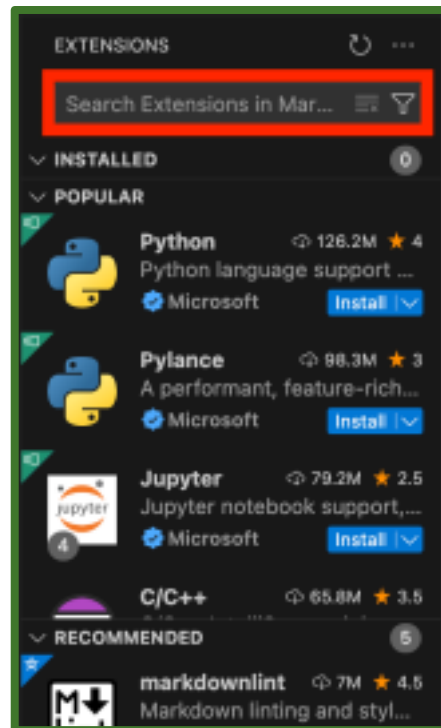 EXTENSIONS
Search Extensions in Mar...
INSTALLED 0
POPULAR
Python 126.2M ★ 4
Python language support ...
Microsoft Install
Pylance 98.3M ★ 3
A performant, feature-rich...
Microsoft Install
Jupyter 79.2M ★ 2.5
Jupyter notebook support,...
jupyter
4 Microsoft Install
C/C++ 65.8M ★ 3.5
RECOMMENDED 5
markdownlint 7M ★ 4.5
M Markdown linting and styl...